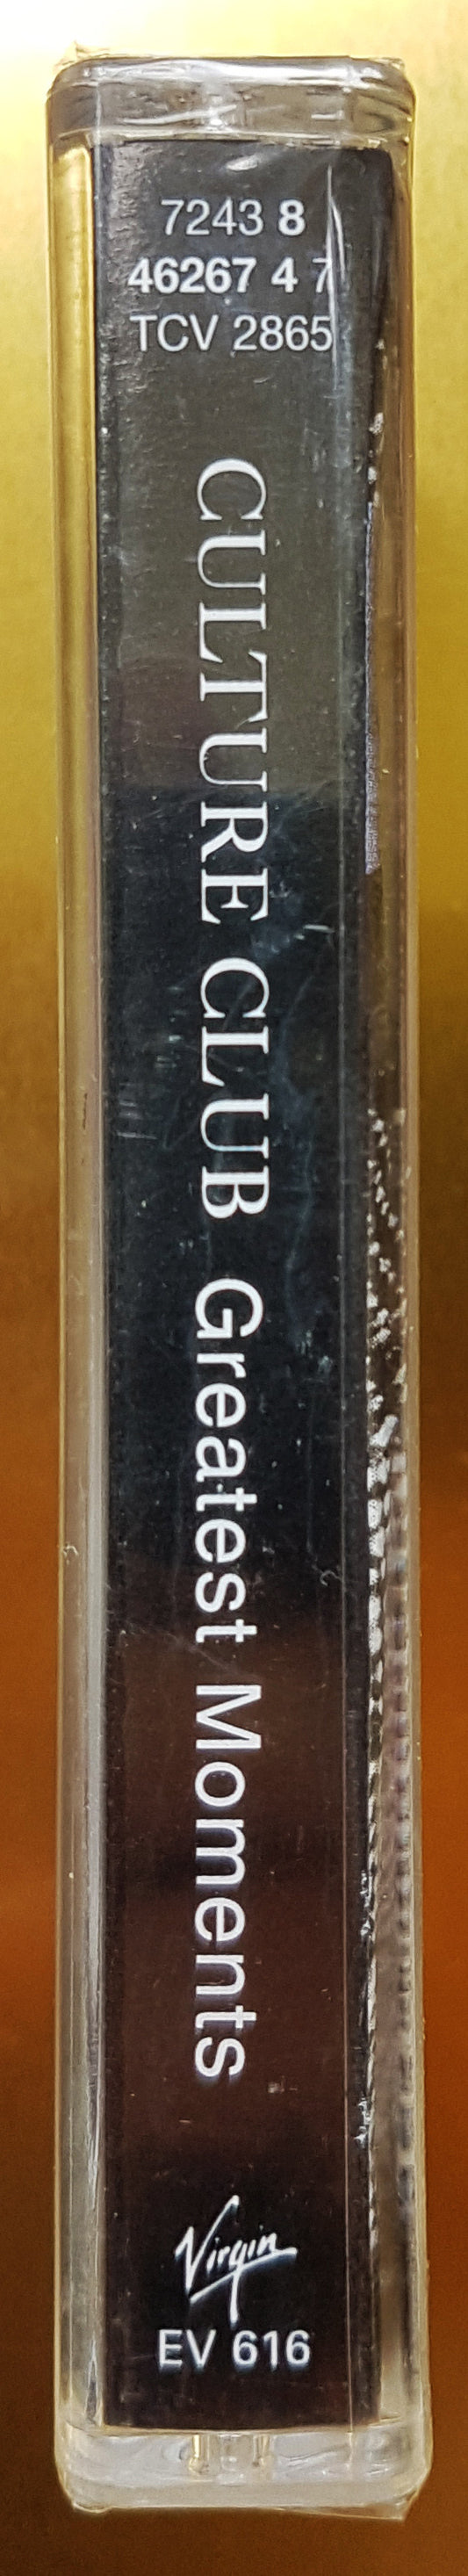 7243 8
46267 4 7
TCV 2865
CULTURE CLUB Greatest Moments
Virgin
EV 616